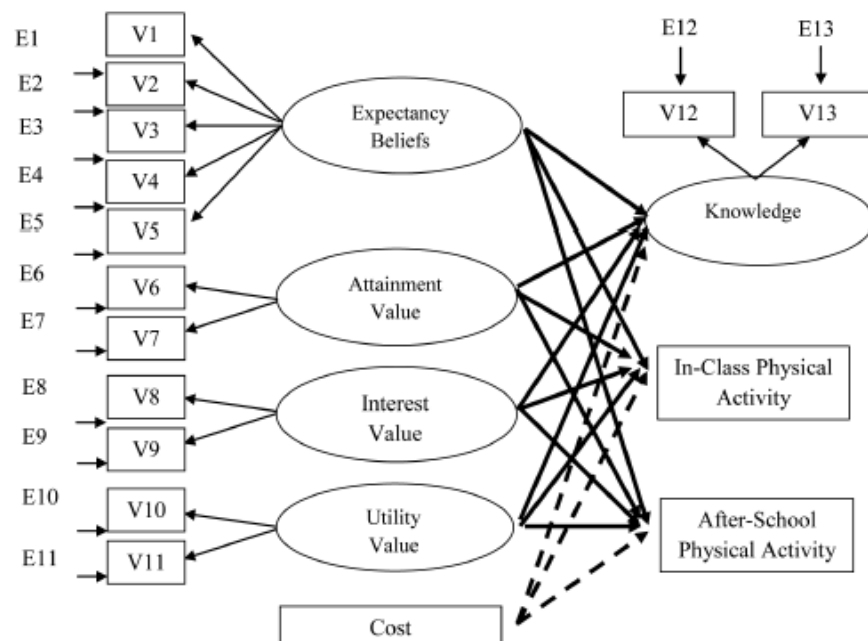 E1
V1
E2
V2
E3
V3
E4
V4
E5
V5
E6
V6
E7
V7
E8
V8
E9
V9
E10
V10
E11
V11
Expectancy
Beliefs
Attainment
Value
Interest
Value
Utility
Value
Cost
E12
E13
V12
V13
Knowledge
In-Class Physical
Activity
After-School
Physical Activity